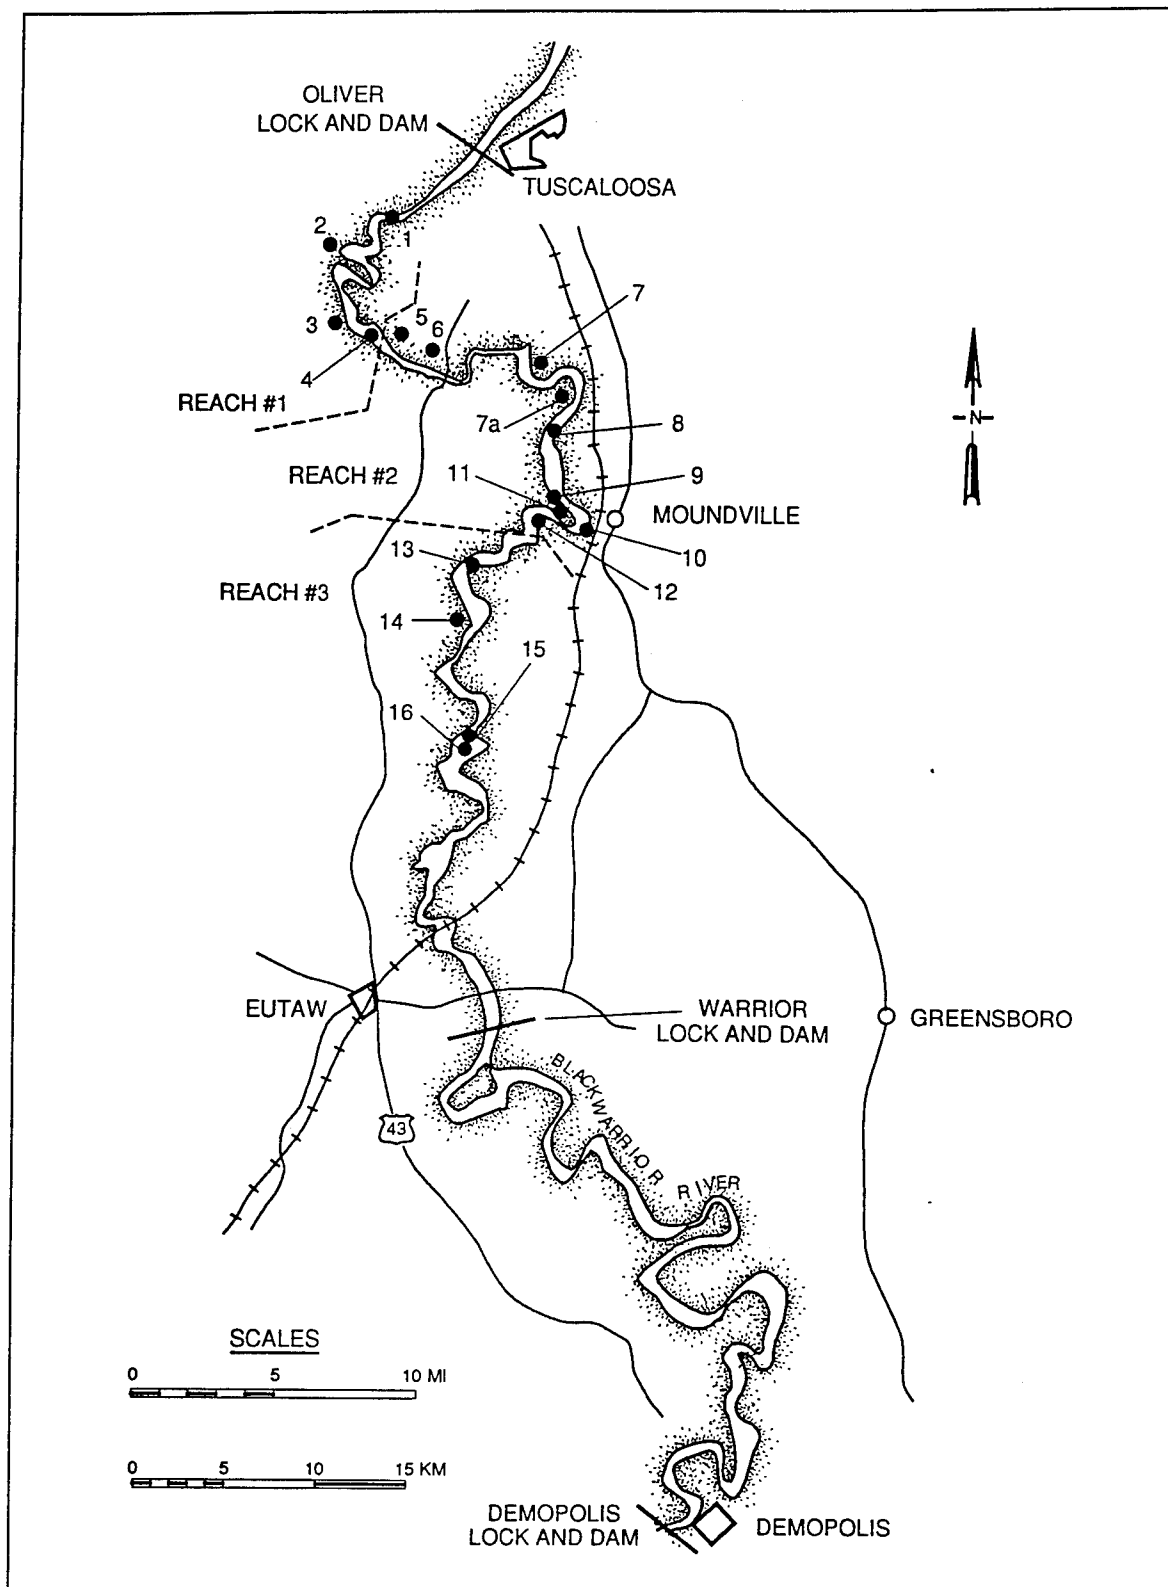 OLIVER
LOCK AND DAM
TUSCALOOSA
2
1
7
3
5
6
4
REACH #1
7a
8
REACH #2
11
9
MOUNDVILLE
N
13
10
REACH #3
12
14
15
16
EUTAW
WARRIOR
LOCK AND DAM
GREENSBORO
BLACKWARRIOR RIVER
43
SCALES
0 5 10 MI
0 5 10 15 KM
DEMOPOLIS
LOCK AND DAM
DEMOPOLIS